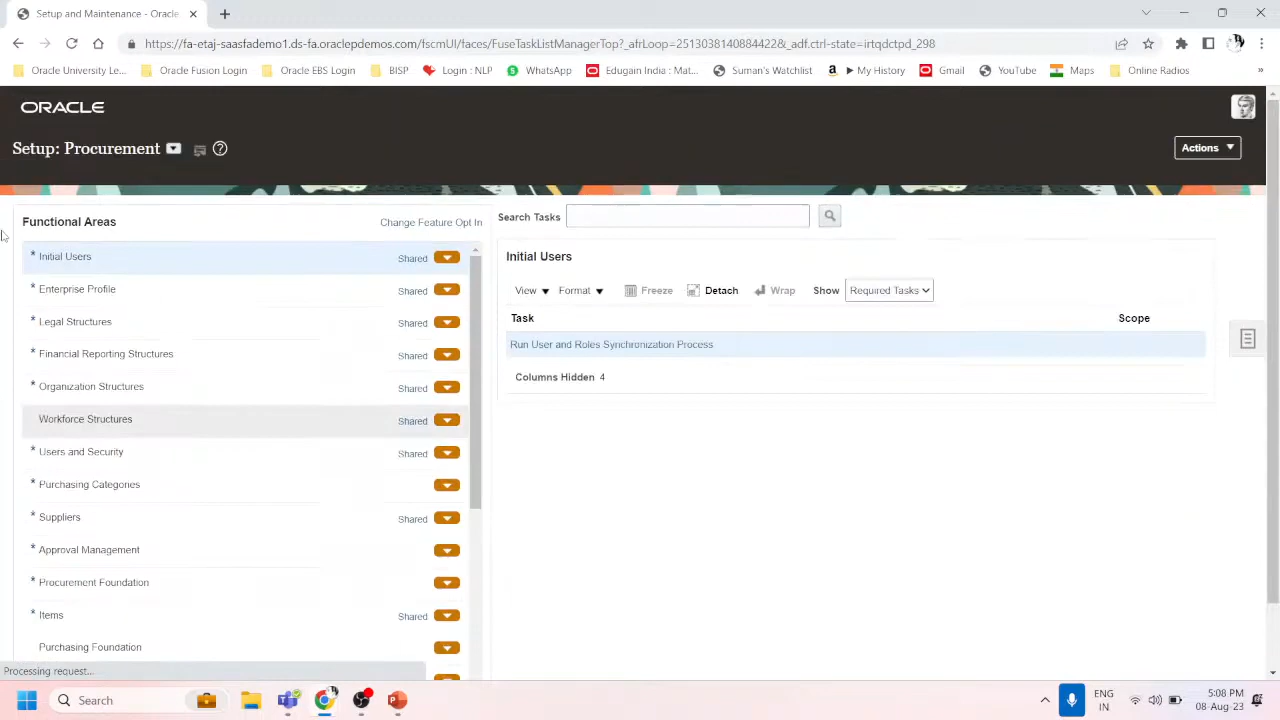 Setup and Maintenance - Oracle
https://fa-etaj-saasfademo1.ds-fa.oraclepdemos.com/fscmUI/faces/FuseTaskListManagerTop?_afrLoop=2513038140884422&_adf.ctrl-state=irtqdctpd_298
Oracle University Le... Oracle Fusion Oracle EBS Login BISP Login : NLP WhatsApp Edugain India : Mat... Suman's Watchlist ▶ My History Gmail YouTube Maps Online Radios »
ORACLE
Setup: Procurement Actions
Functional Areas Change Feature Opt In Search Tasks
* Initial Users Shared
* Enterprise Profile Shared
* Legal Structures Shared
* Financial Reporting Structures Shared
* Organization Structures Shared
Workforce Structures Shared
* Users and Security Shared
* Purchasing Categories
* Suppliers Shared
* Approval Management
* Procurement Foundation
* Items Shared
Purchasing Foundation
Initial Users
View Format Freeze Detach Wrap Show Required Tasks
Task Scope
Run User and Roles Synchronization Process
Columns Hidden 4
Processing request...
Search
ENG
IN
5:08 PM
08-Aug-23